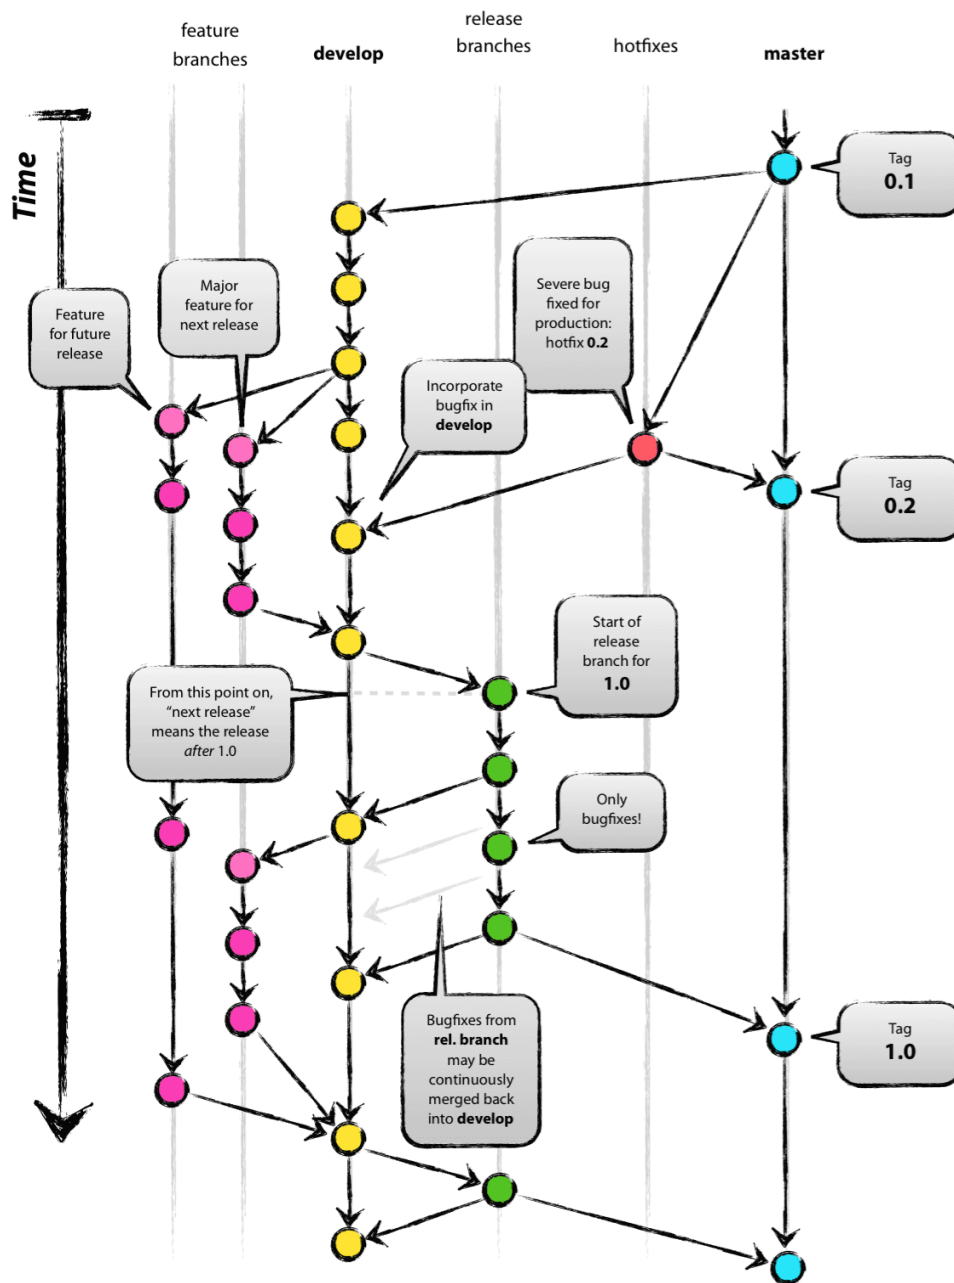 feature
branches
develop
release
branches
hotfixes
master
Time
Tag
0.1
Major
feature for
next release
Feature
for future
release
Severe bug
fixed for
production:
hotfix 0.2
Incorporate
bugfix in
develop
Tag
0.2
Start of
release
branch for
1.0
From this point on,
“next release”
means the release
after 1.0
Only
bugfixes!
Bugfixes from
rel. branch
may be
continuously
merged back
into develop
Tag
1.0